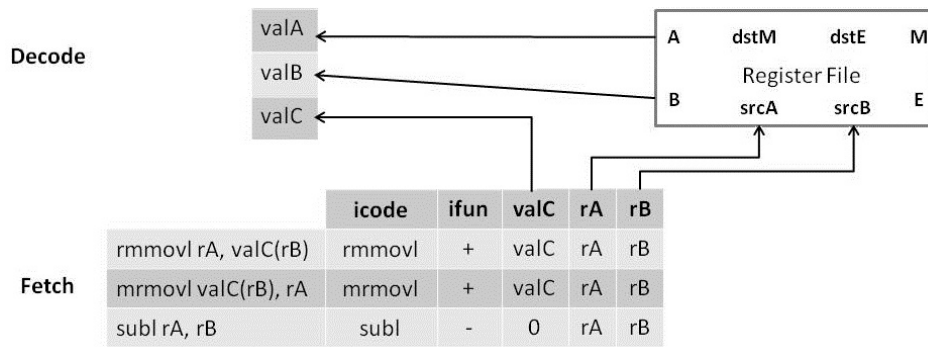 valA
A dstM dstE M
Decode
valB
Register File
B srcA srcB E
valC
icode ifun valC rA rB
rmmovl rA, valC(rB) rmmovl + valC rA rB
Fetch
mrmovl valC(rB), rA mrmovl + valC rA rB
subl rA, rB subl - 0 rA rB